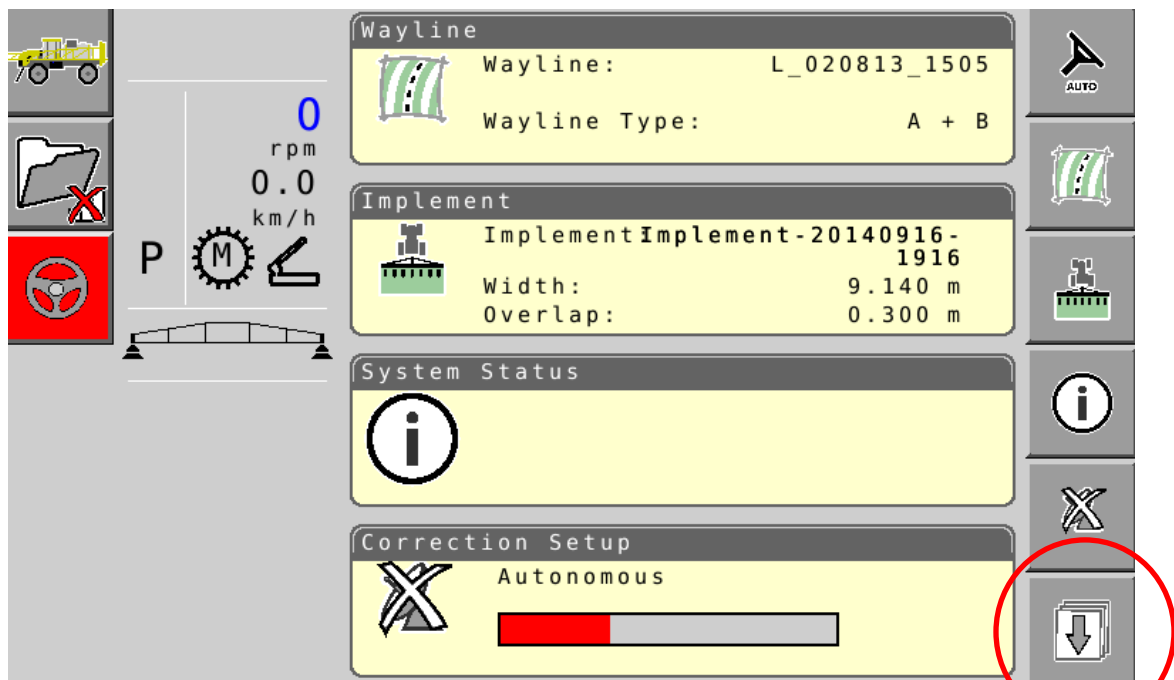 Wayline
Wayline: L_020813_1505
Wayline Type: A + B
0
rpm
0.0
km/h
P M
Implement
Implement: Implement-20140916-
1916
Width: 9.140 m
Overlap: 0.300 m
System Status
i
Correction Setup
Autonomous
AUTO
i